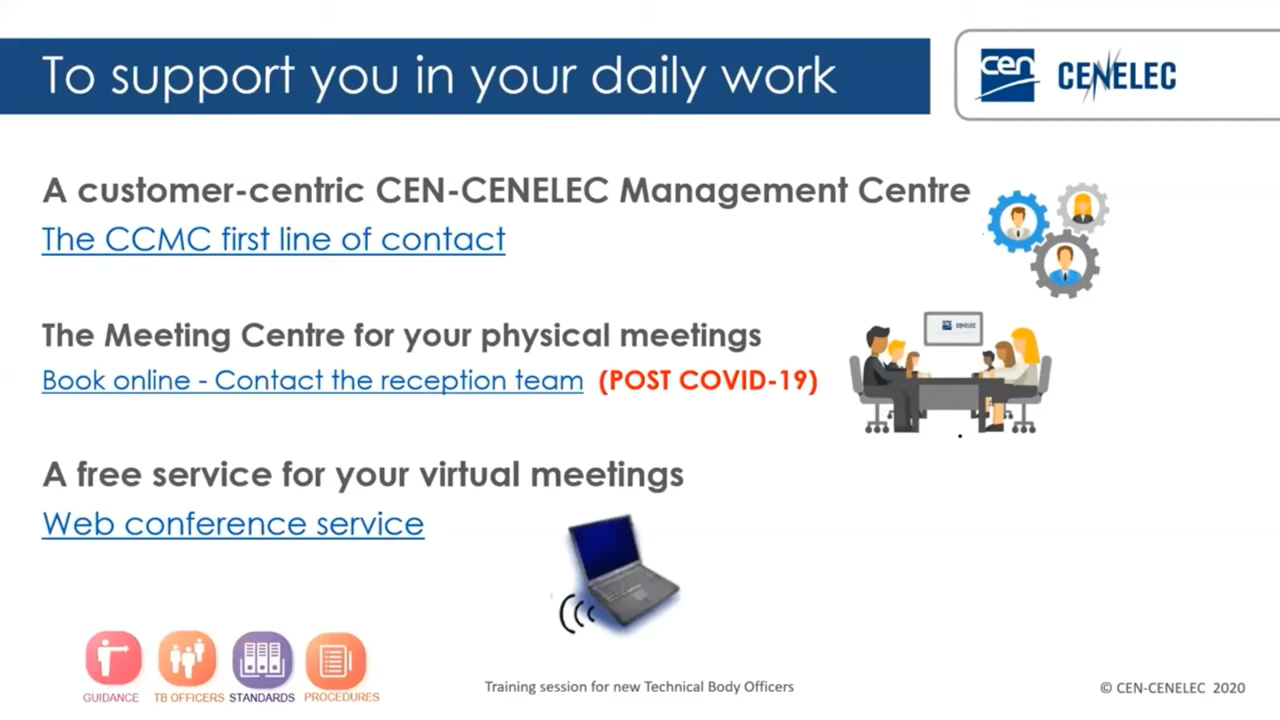 To support you in your daily work
cen CENELEC
A customer-centric CEN-CENELEC Management Centre
The CCMC first line of contact
The Meeting Centre for your physical meetings
CENELEC
Book online - Contact the reception team (POST COVID-19)
A free service for your virtual meetings
Web conference service
GUIDANCE TB OFFICERS STANDARDS PROCEDURES
Training session for new Technical Body Officers
© CEN-CENELEC 2020